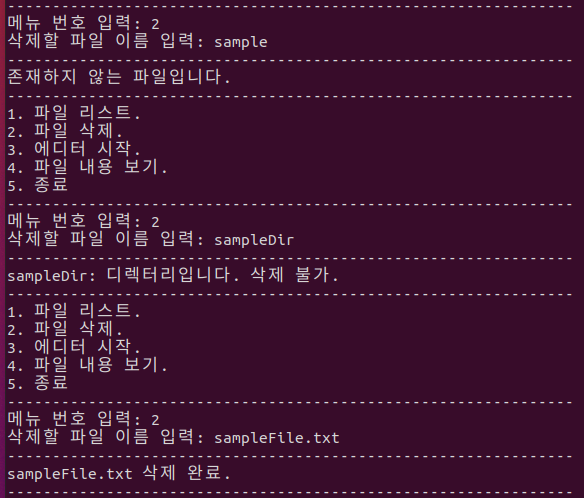 ---------------------------------------------------------------
메뉴 번호 입력: 2
삭제할 파일 이름 입력: sample
---------------------------------------------------------------
존재하지 않는 파일입니다.
---------------------------------------------------------------
1. 파일 리스트.
2. 파일 삭제.
3. 에디터 시작.
4. 파일 내용 보기.
5. 종료
---------------------------------------------------------------
메뉴 번호 입력: 2
삭제할 파일 이름 입력: sampleDir
---------------------------------------------------------------
sampleDir: 디렉터리입니다. 삭제 불가.
---------------------------------------------------------------
1. 파일 리스트.
2. 파일 삭제.
3. 에디터 시작.
4. 파일 내용 보기.
5. 종료
---------------------------------------------------------------
메뉴 번호 입력: 2
삭제할 파일 이름 입력: sampleFile.txt
---------------------------------------------------------------
sampleFile.txt 삭제 완료.
---------------------------------------------------------------